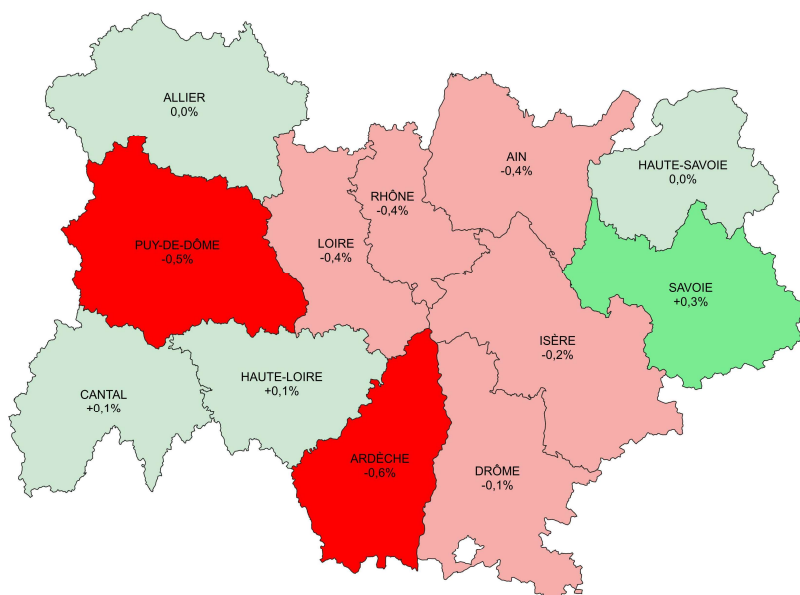 ALLIER
0,0%
AIN
-0,4%
HAUTE-SAVOIE
0,0%
RHÔNE
-0,4%
PUY-DE-DÔME
-0,5%
LOIRE
-0,4%
SAVOIE
+0,3%
ISÈRE
-0,2%
HAUTE-LOIRE
+0,1%
CANTAL
+0,1%
ARDÈCHE
-0,6%
DRÔME
-0,1%